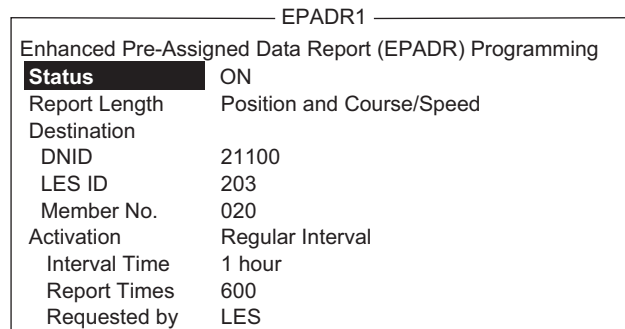 EPADR1
Enhanced Pre-Assigned Data Report (EPADR) Programming
Status ON
Report Length Position and Course/Speed
Destination
DNID 21100
LES ID 203
Member No. 020
Activation Regular Interval
Interval Time 1 hour
Report Times 600
Requested by LES